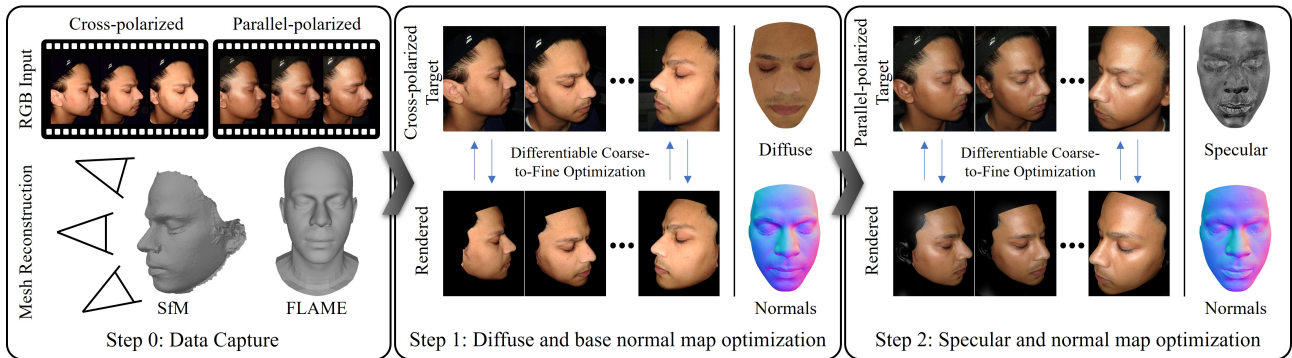 Cross-polarized
Parallel-polarized
RGB Input
Mesh Reconstruction
SfM
FLAME
Step 0: Data Capture
Cross-polarized
Target
Differentiable Coarse-
to-Fine Optimization
Rendered
Diffuse
Normals
Step 1: Diffuse and base normal map optimization
Parallel-polarized
Target
Differentiable Coarse-
to-Fine Optimization
Rendered
Specular
Normals
Step 2: Specular and normal map optimization